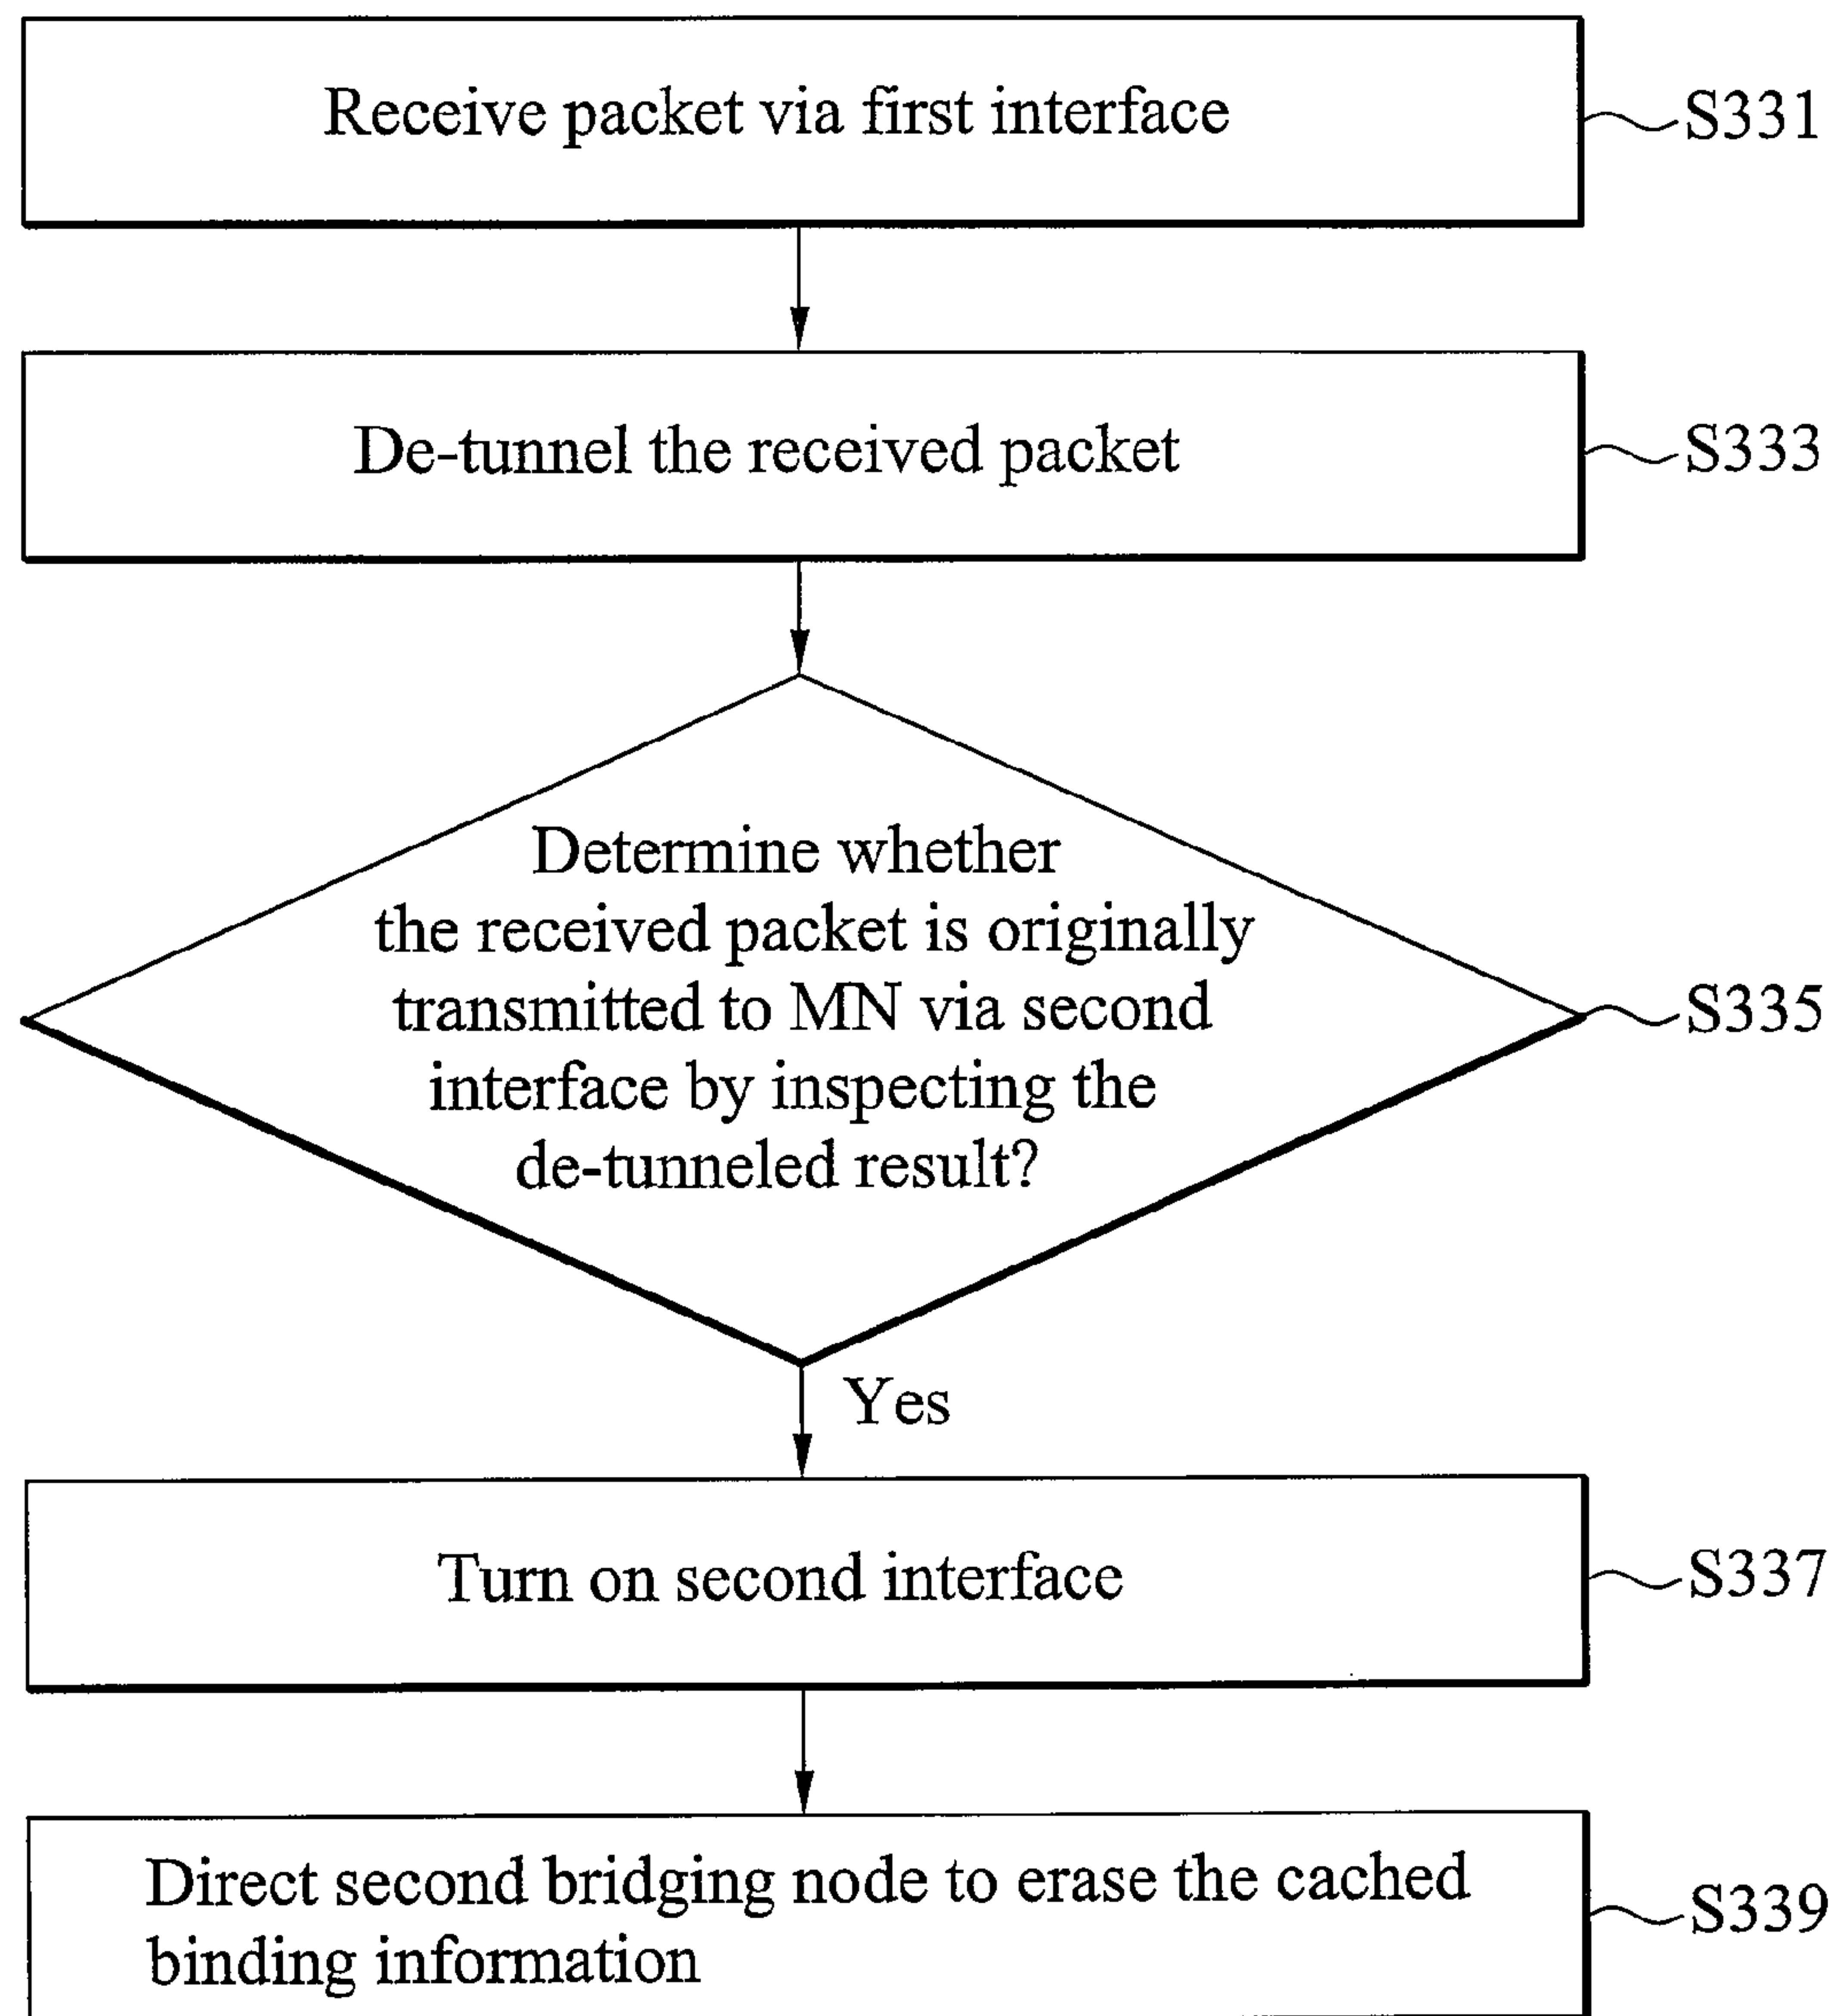 Receive packet via first interface
S331
De-tunnel the received packet
S333
Determine whether
the received packet is originally
transmitted to MN via second
interface by inspecting the
de-tunneled result?
S335
Yes
Turn on second interface
S337
Direct second bridging node to erase the cached
binding information
S339